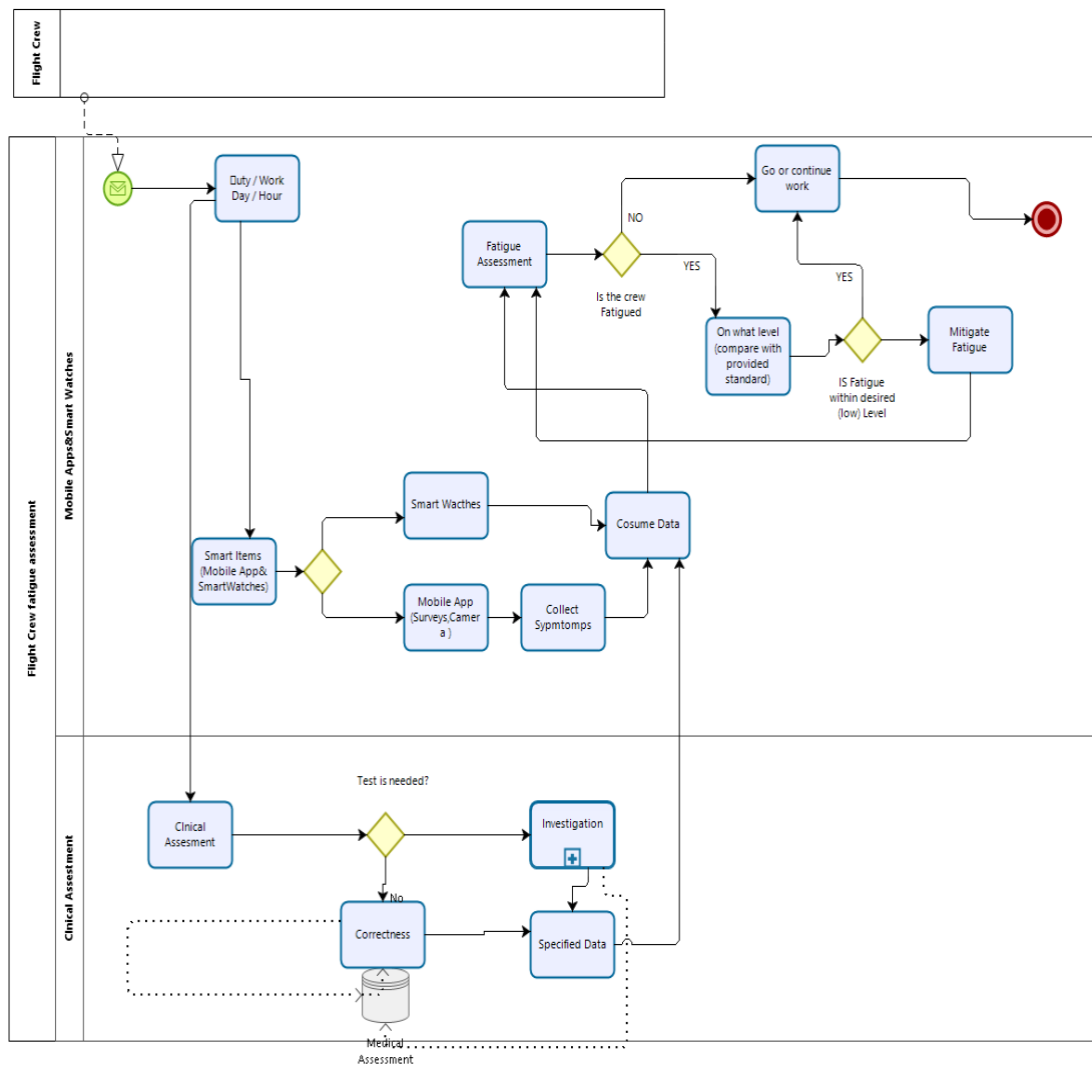 Flight Crew
Flight Crew fatigue assessment
Mobile Apps&Smart Watches
Duty / Work
Day / Hour
Go or continue
work
NO
Fatigue
Assessment
YES
Is the crew
Fatigued
On what level
(compare with
provided
standard)
YES
Mitigate
Fatigue
IS Fatigue
within desired
(low) Level
Smart Wacthes
Cosume Data
Smart Items
(Mobile App&
SmartWatches)
Mobile App
(Surveys,Camer
a )
Collect
Sypmtomps
Clnical Assestment
Test is needed?
Clnical
Assesment
Investigation
No
Correctness
Specified Data
Medical
Assessment